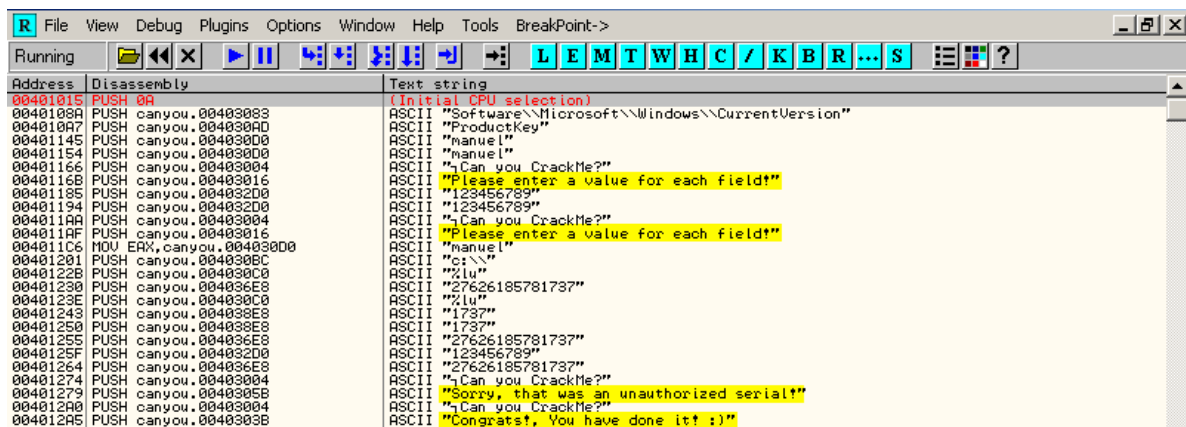 R File View Debug Plugins Options Window Help Tools BreakPoint->
Running L E M T W H C / K B R ... S ?
Address Disassembly Text string
00401015 PUSH 0A (Initial CPU selection)
0040108A PUSH canyou.00403083 ASCII "Software\\Microsoft\\Windows\\CurrentVersion"
004010A7 PUSH canyou.004030AD ASCII "ProductKey"
00401145 PUSH canyou.004030D0 ASCII "manuel"
00401154 PUSH canyou.004030D0 ASCII "manuel"
00401166 PUSH canyou.00403004 ASCII "¬Can you CrackMe?"
0040116B PUSH canyou.00403016 ASCII "Please enter a value for each field!"
00401185 PUSH canyou.004032D0 ASCII "123456789"
00401194 PUSH canyou.004032D0 ASCII "123456789"
004011AA PUSH canyou.00403004 ASCII "¬Can you CrackMe?"
004011AF PUSH canyou.00403016 ASCII "Please enter a value for each field!"
004011C6 MOV EAX,canyou.004030D0 ASCII "manuel"
00401201 PUSH canyou.004030BC ASCII "c:\\"
0040122B PUSH canyou.004030C0 ASCII "%lu"
00401230 PUSH canyou.004036E8 ASCII "27626185781737"
0040123E PUSH canyou.004030C0 ASCII "%lu"
00401243 PUSH canyou.004038E8 ASCII "1737"
00401250 PUSH canyou.004038E8 ASCII "1737"
00401255 PUSH canyou.004036E8 ASCII "27626185781737"
0040125F PUSH canyou.004032D0 ASCII "123456789"
00401264 PUSH canyou.004036E8 ASCII "27626185781737"
00401274 PUSH canyou.00403004 ASCII "¬Can you CrackMe?"
00401279 PUSH canyou.0040305B ASCII "Sorry, that was an unauthorized serial!"
004012A0 PUSH canyou.00403004 ASCII "¬Can you CrackMe?"
004012A5 PUSH canyou.0040303B ASCII "Congrats!, You have done it! :)"